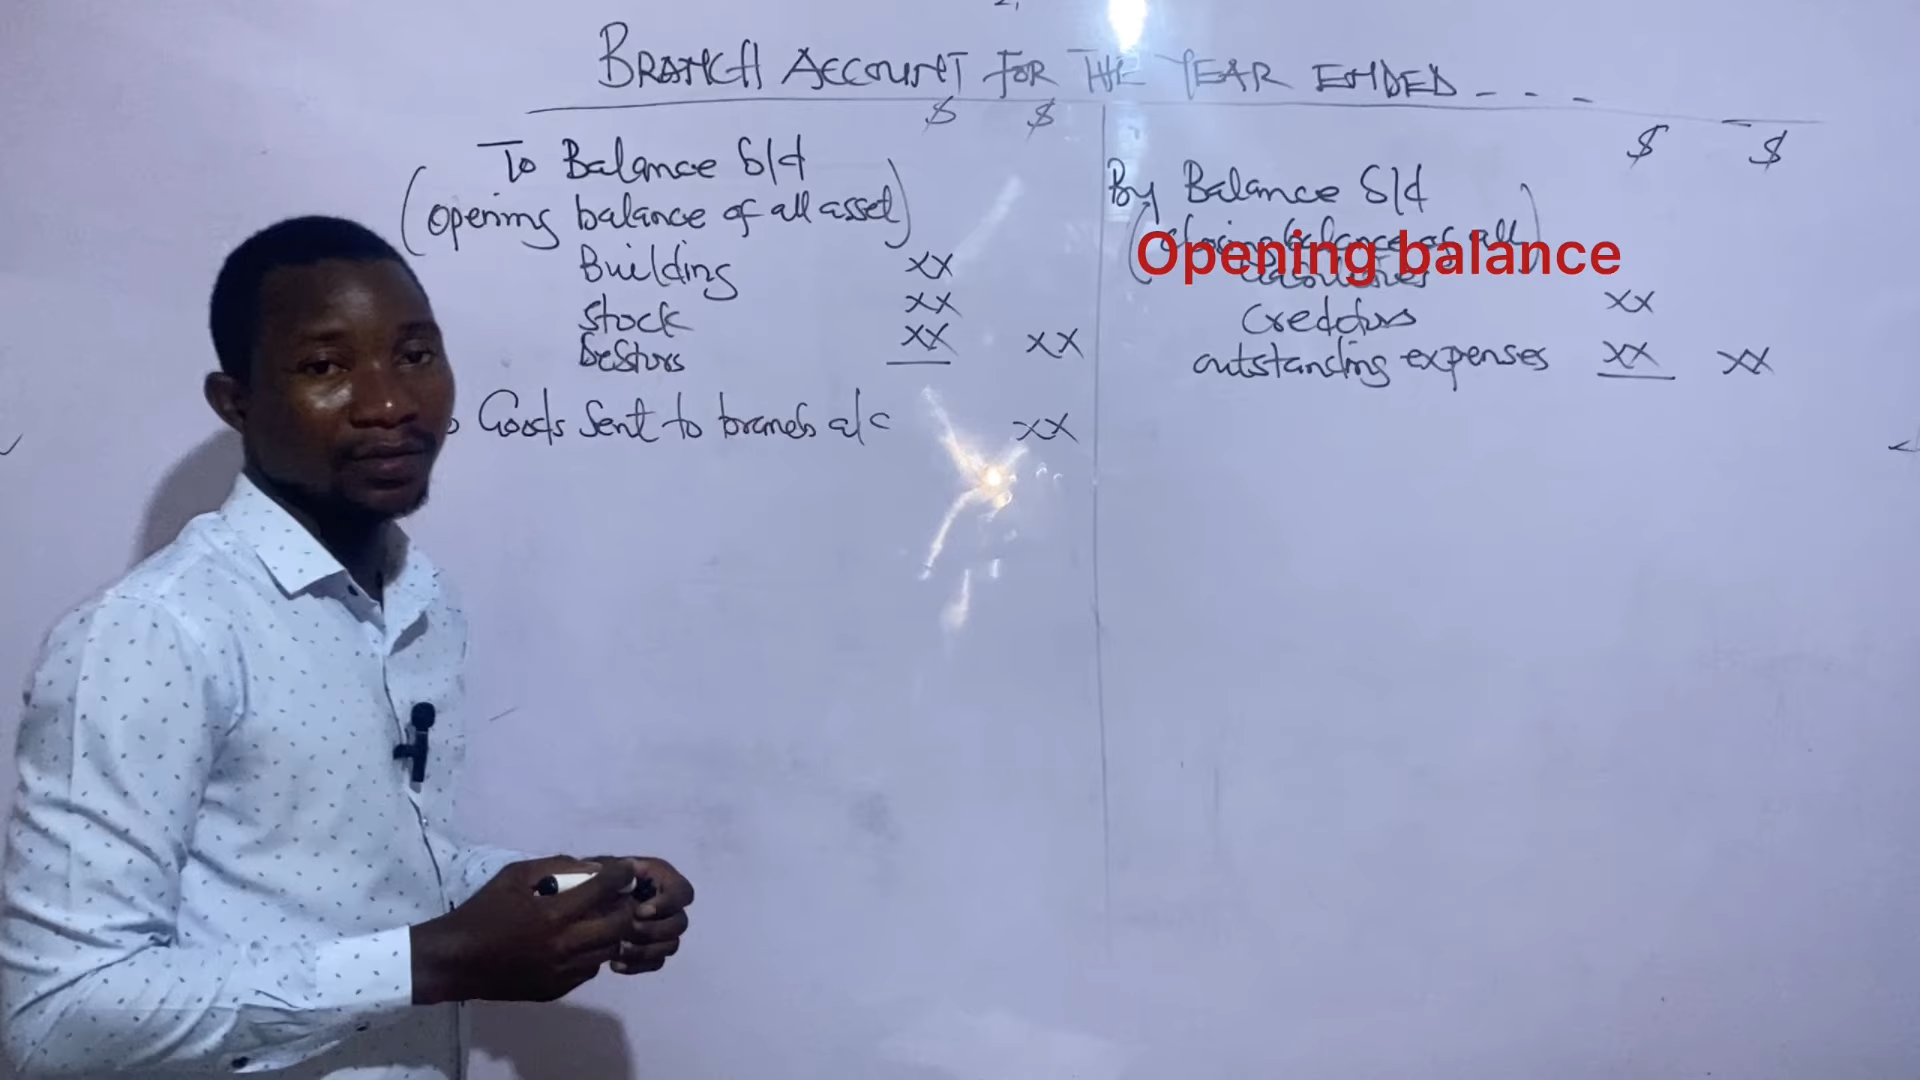 BRANCH ACCOUNT FOR THE YEAR ENDED - - -
$ $
$ $
To Balance b/d
(opening balance of all asset)
Building xx
Stock xx
Debtors xx xx
Goods Sent to branch a/c xx
By Balance b/d
Opening balance
Creditors xx
outstanding expenses xx xx